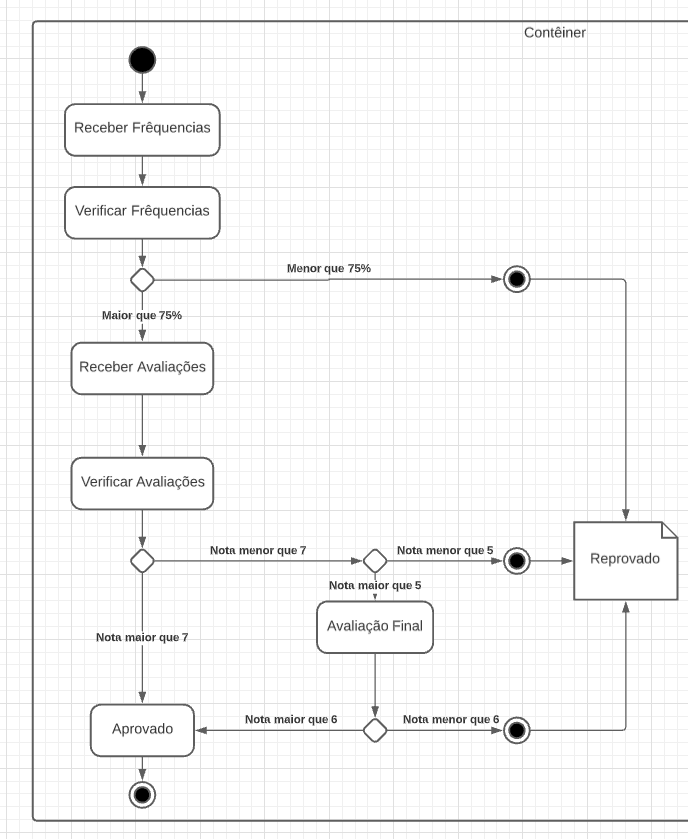 Contêiner
Receber Frêquencias
Verificar Frêquencias
Menor que 75%
Maior que 75%
Receber Avaliações
Verificar Avaliações
Nota menor que 7
Nota menor que 5
Reprovado
Nota maior que 5
Avaliação Final
Nota maior que 7
Nota maior que 6
Nota menor que 6
Aprovado